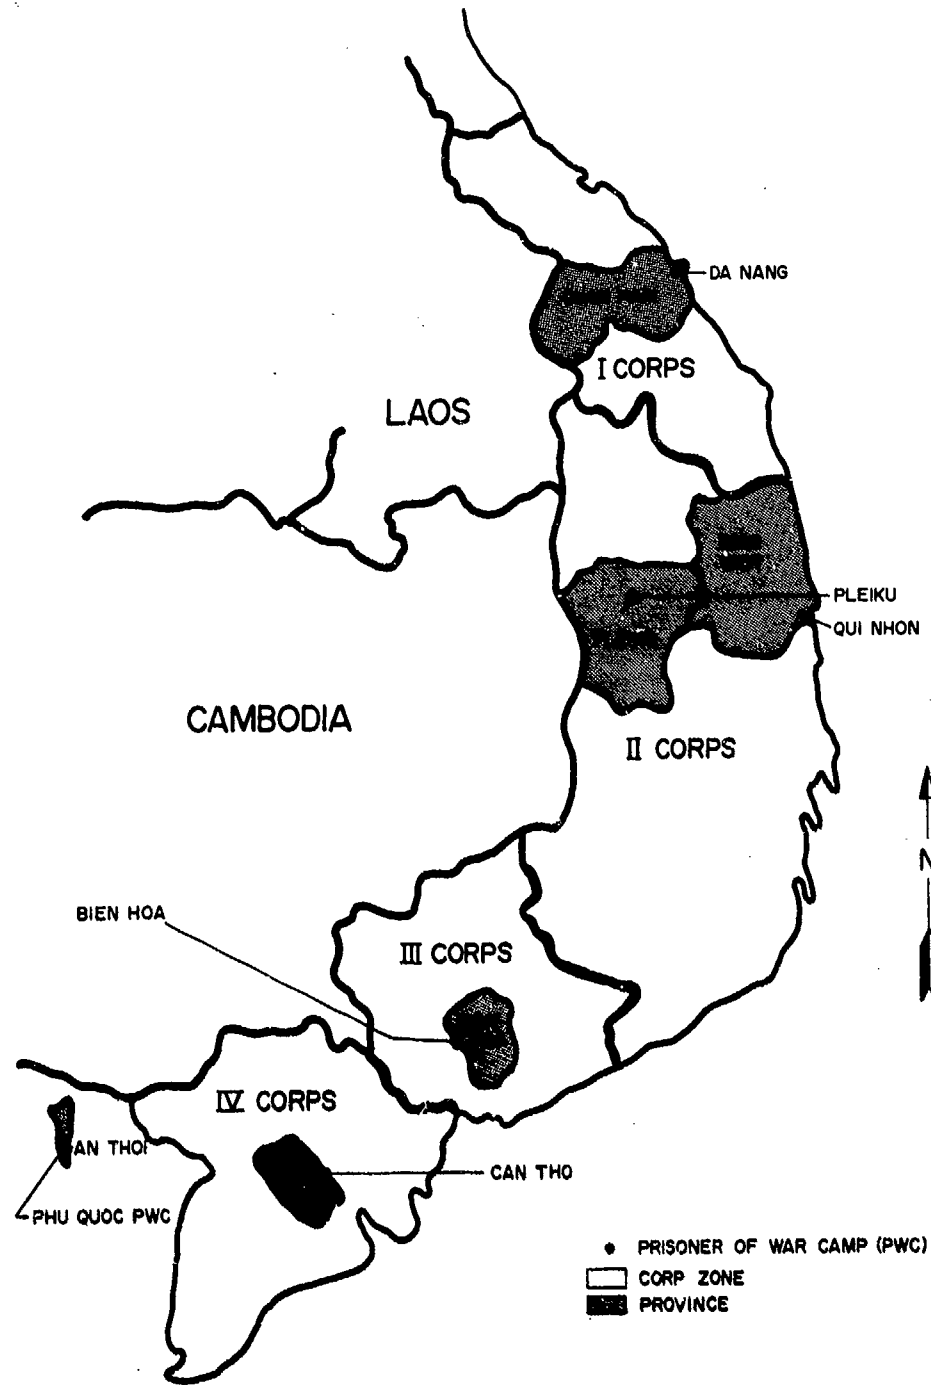 DA NANG
I CORPS
LAOS
PLEIKU
QUI NHON
CAMBODIA
II CORPS
N
BIEN HOA
III CORPS
IV CORPS
AN THOI
CAN THO
PHU QUOC PWC
PRISONER OF WAR CAMP (PWC)
CORP ZONE
PROVINCE